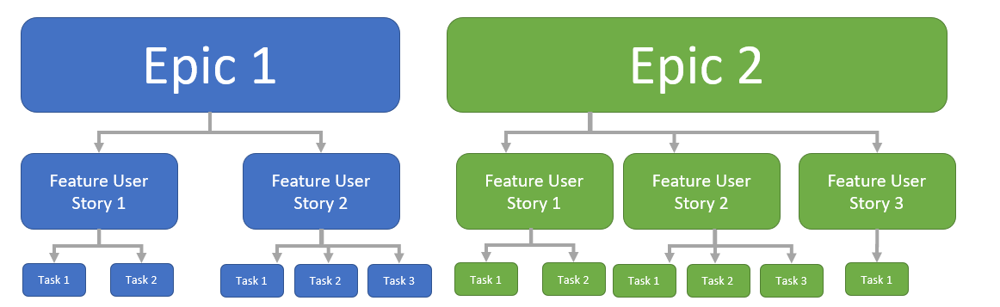 Epic 1
Epic 2
Feature User
Story 1
Feature User
Story 2
Feature User
Story 1
Feature User
Story 2
Feature User
Story 3
Task 1
Task 2
Task 1
Task 2
Task 3
Task 1
Task 2
Task 1
Task 2
Task 3
Task 1